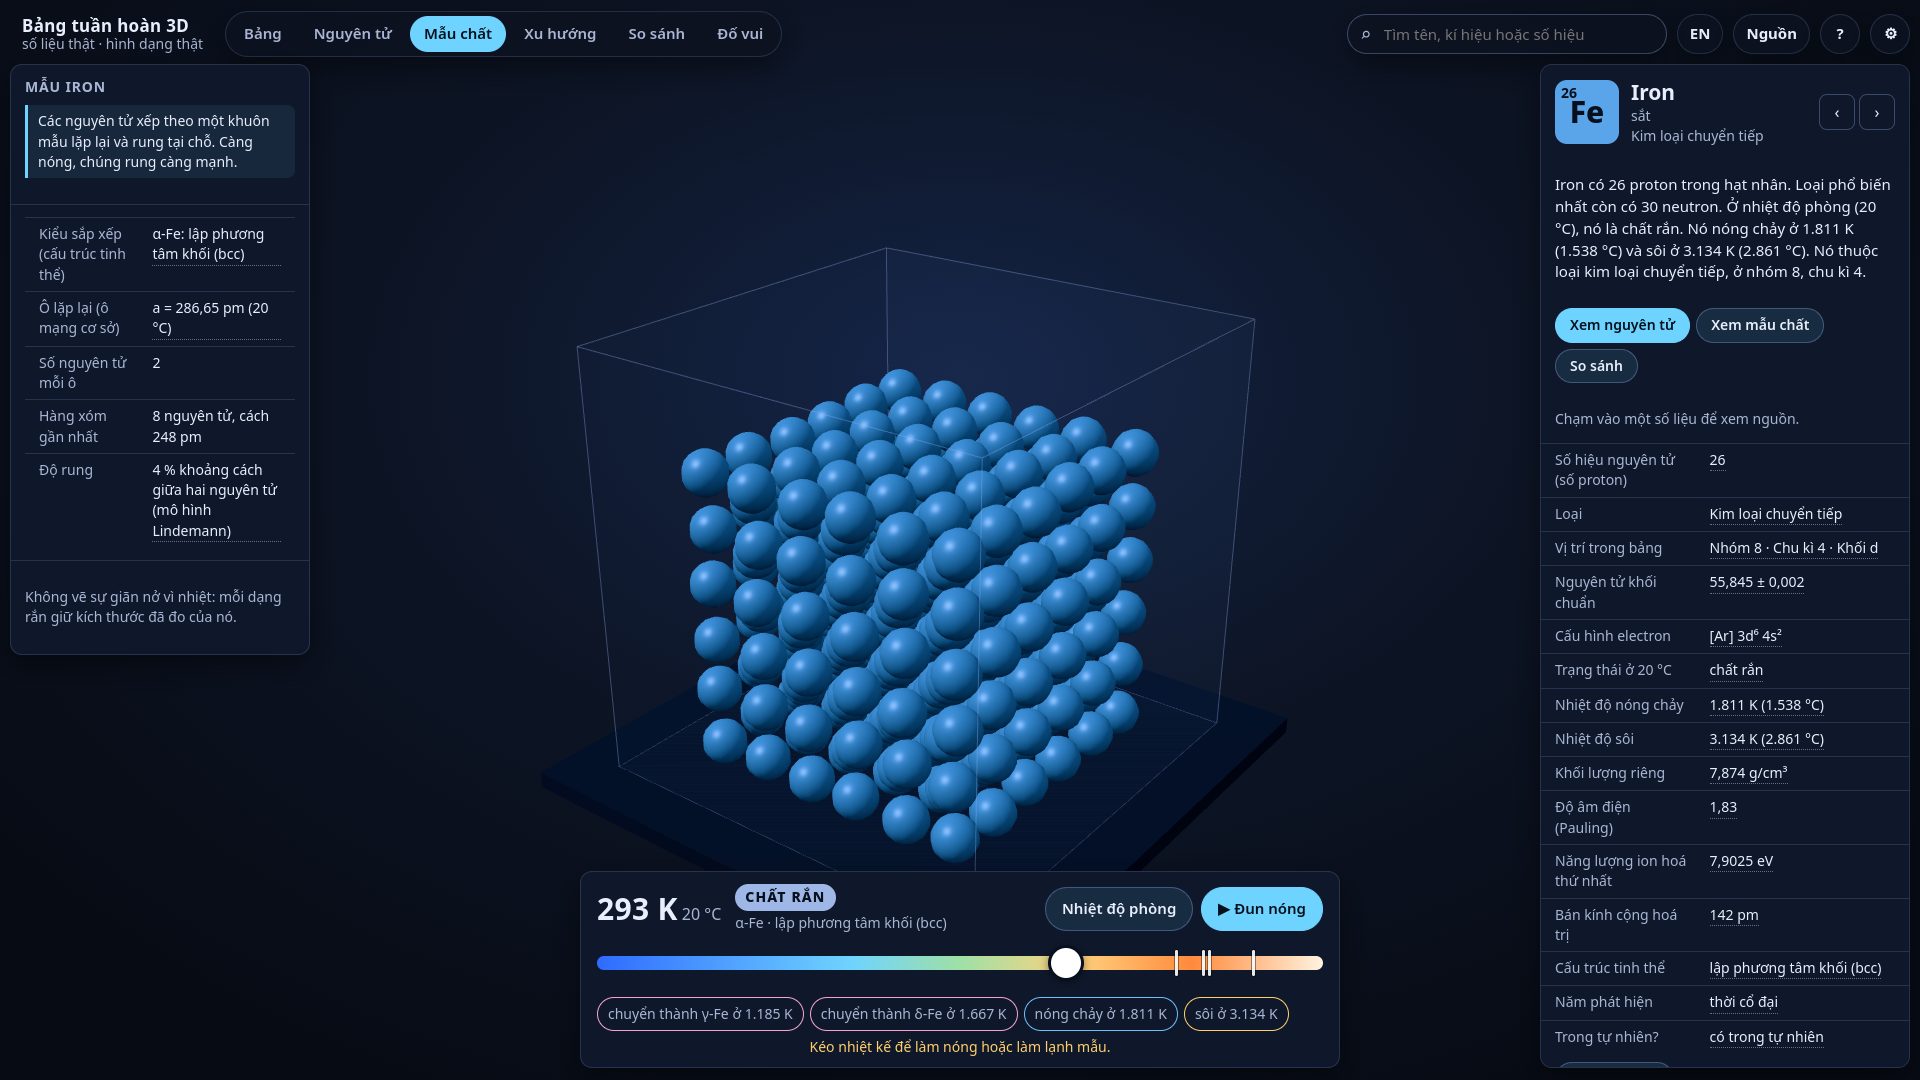 Bảng tuần hoàn 3D
số liệu thật · hình dạng thật
Bảng
Nguyên tử
Mẫu chất
Xu hướng
So sánh
Đố vui
Tìm tên, kí hiệu hoặc số hiệu
EN
Nguồn
?
MẪU IRON
Các nguyên tử xếp theo một khuôn
mẫu lặp lại và rung tại chỗ. Càng
nóng, chúng rung càng mạnh.
Kiểu sắp xếp
(cấu trúc tinh
thể)
α-Fe: lập phương
tâm khối (bcc)
Ô lặp lại (ô
mạng cơ sở)
a = 286,65 pm (20
°C)
Số nguyên tử
mỗi ô
2
Hàng xóm
gần nhất
8 nguyên tử, cách
248 pm
Độ rung
4 % khoảng cách
giữa hai nguyên tử
(mô hình
Lindemann)
Không vẽ sự giãn nở vì nhiệt: mỗi dạng
rắn giữ kích thước đã đo của nó.
293 K 20 °C
CHẤT RẮN
α-Fe · lập phương tâm khối (bcc)
Nhiệt độ phòng
▶ Đun nóng
chuyển thành γ-Fe ở 1.185 K
chuyển thành δ-Fe ở 1.667 K
nóng chảy ở 1.811 K
sôi ở 3.134 K
Kéo nhiệt kế để làm nóng hoặc làm lạnh mẫu.
26
Fe
Iron
sắt
Kim loại chuyển tiếp
‹
›
Iron có 26 proton trong hạt nhân. Loại phổ biến
nhất còn có 30 neutron. Ở nhiệt độ phòng (20
°C), nó là chất rắn. Nó nóng chảy ở 1.811 K
(1.538 °C) và sôi ở 3.134 K (2.861 °C). Nó thuộc
loại kim loại chuyển tiếp, ở nhóm 8, chu kì 4.
Xem nguyên tử
Xem mẫu chất
So sánh
Chạm vào một số liệu để xem nguồn.
Số hiệu nguyên tử
(số proton)
26
Loại
Kim loại chuyển tiếp
Vị trí trong bảng
Nhóm 8 · Chu kì 4 · Khối d
Nguyên tử khối
chuẩn
55,845 ± 0,002
Cấu hình electron
[Ar] 3d⁶ 4s²
Trạng thái ở 20 °C
chất rắn
Nhiệt độ nóng chảy
1.811 K (1.538 °C)
Nhiệt độ sôi
3.134 K (2.861 °C)
Khối lượng riêng
7,874 g/cm³
Độ âm điện
(Pauling)
1,83
Năng lượng ion hoá
thứ nhất
7,9025 eV
Bán kính cộng hoá
trị
142 pm
Cấu trúc tinh thể
lập phương tâm khối (bcc)
Năm phát hiện
thời cổ đại
Trong tự nhiên?
có trong tự nhiên